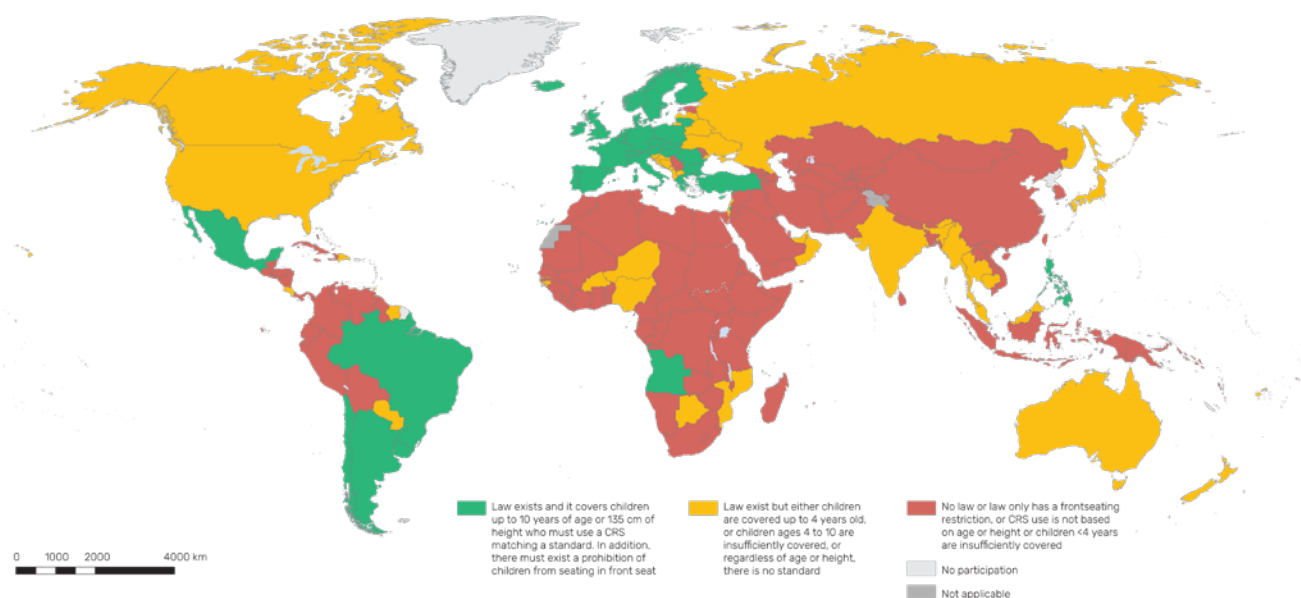 Law exists and it covers children
up to 10 years of age or 135 cm of
height who must use a CRS
matching a standard. In addition,
there must exist a prohibition of
children from seating in front seat
Law exist but either children
are covered up to 4 years old,
or children ages 4 to 10 are
insufficiently covered, or
regardless of age or height,
there is no standard
No law or law only has a frontseating
restriction, or CRS use is not based
on age or height or children <4 years
are insufficiently covered
No participation
Not applicable
0 1000 2000 4000 km